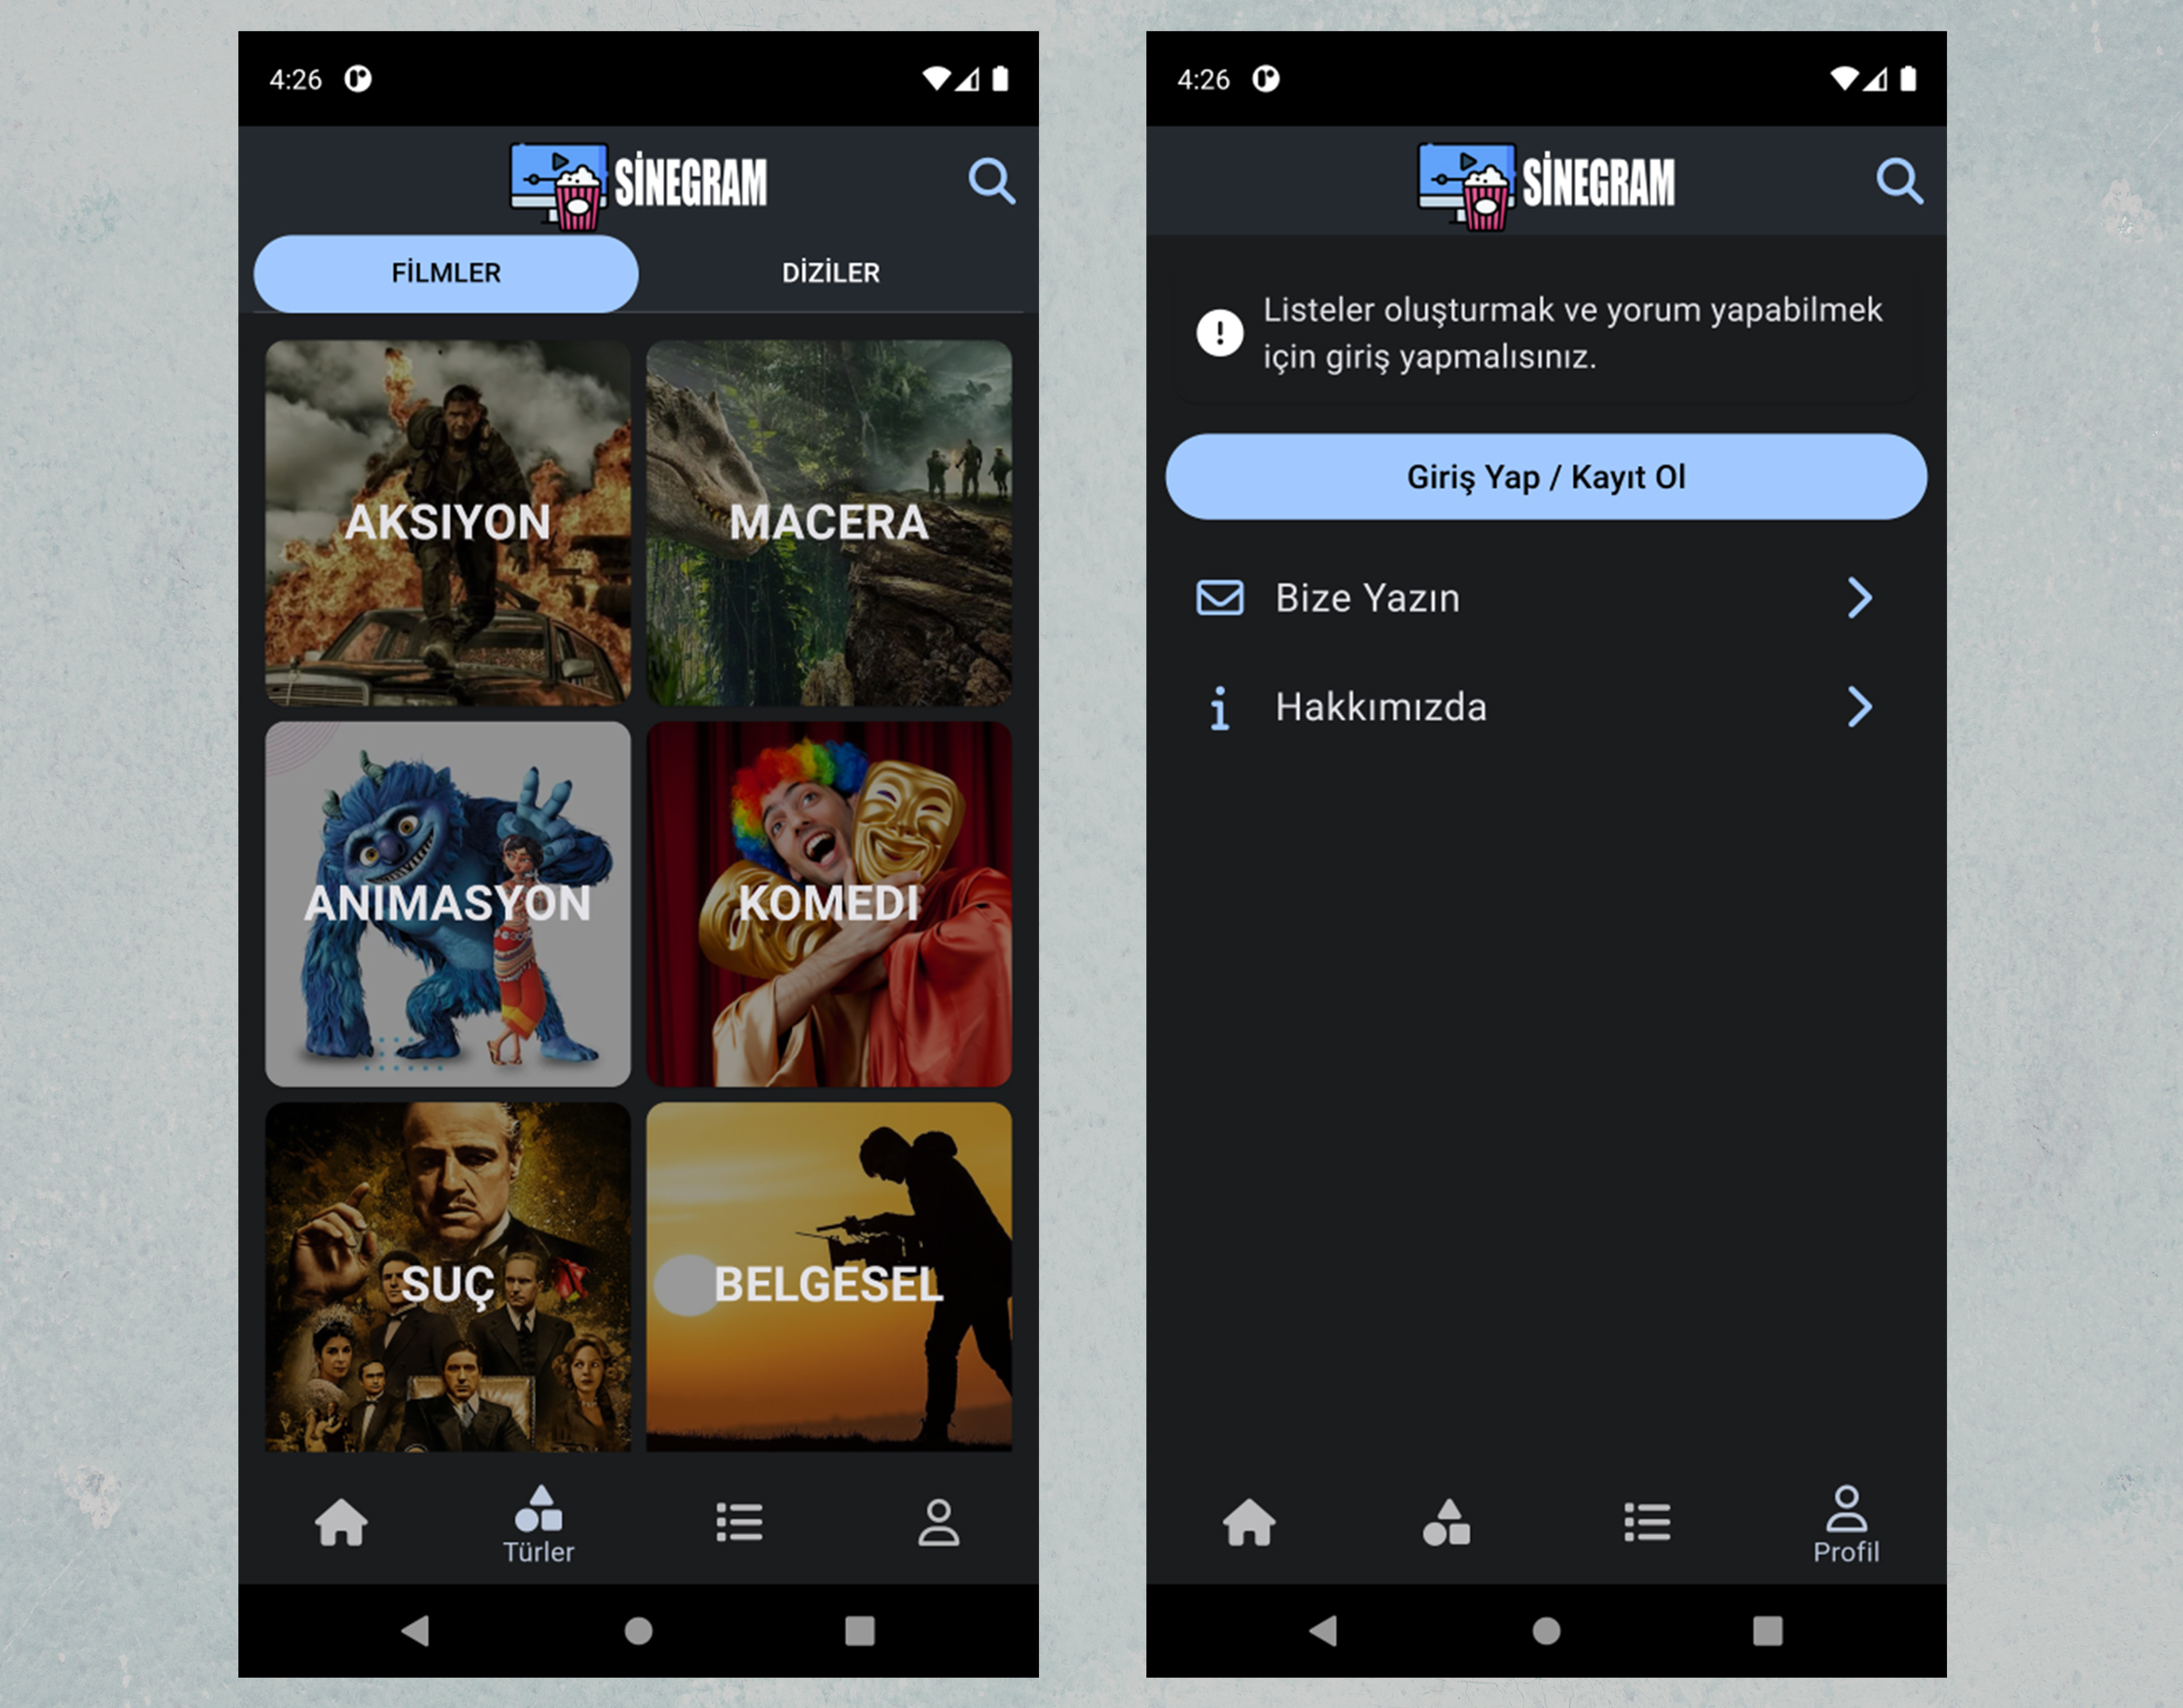 4:26
SİNEGRAM
FİLMLER
DİZİLER
AKSIYON
MACERA
ANIMASYON
KOMEDI
SUÇ
BELGESEL
Türler
4:26
SİNEGRAM
Listeler oluşturmak ve yorum yapabilmek
için giriş yapmalısınız.
Giriş Yap / Kayıt Ol
Bize Yazın
Hakkımızda
Profil